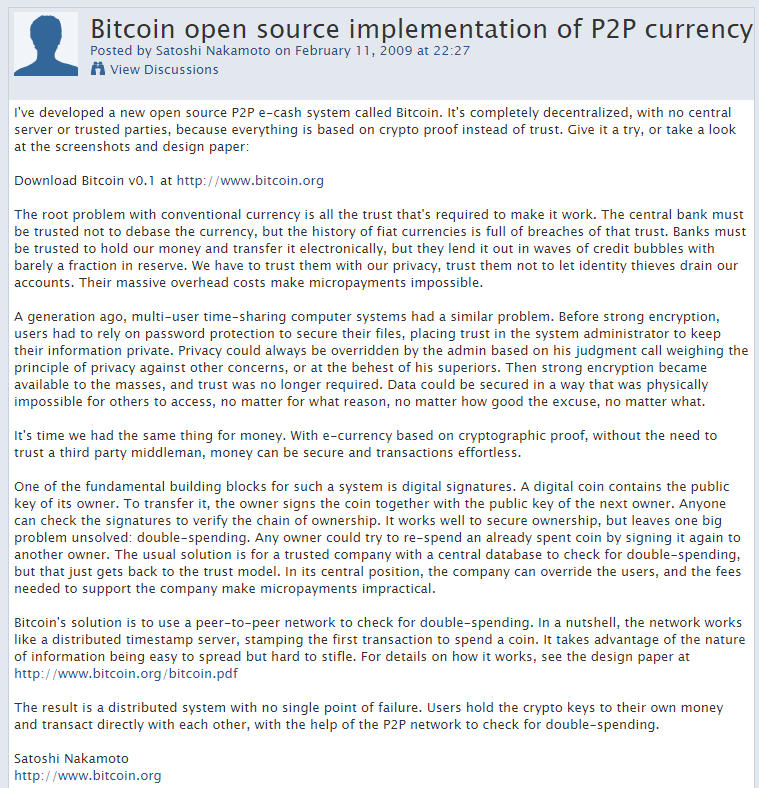 Bitcoin open source implementation of P2P currency
Posted by Satoshi Nakamoto on February 11, 2009 at 22:27
View Discussions
I've developed a new open source P2P e-cash system called Bitcoin. It's completely decentralized, with no central
server or trusted parties, because everything is based on crypto proof instead of trust. Give it a try, or take a look
at the screenshots and design paper:
Download Bitcoin v0.1 at http://www.bitcoin.org
The root problem with conventional currency is all the trust that's required to make it work. The central bank must
be trusted not to debase the currency, but the history of fiat currencies is full of breaches of that trust. Banks must
be trusted to hold our money and transfer it electronically, but they lend it out in waves of credit bubbles with
barely a fraction in reserve. We have to trust them with our privacy, trust them not to let identity thieves drain our
accounts. Their massive overhead costs make micropayments impossible.
A generation ago, multi-user time-sharing computer systems had a similar problem. Before strong encryption,
users had to rely on password protection to secure their files, placing trust in the system administrator to keep
their information private. Privacy could always be overridden by the admin based on his judgment call weighing the
principle of privacy against other concerns, or at the behest of his superiors. Then strong encryption became
available to the masses, and trust was no longer required. Data could be secured in a way that was physically
impossible for others to access, no matter for what reason, no matter how good the excuse, no matter what.
It's time we had the same thing for money. With e-currency based on cryptographic proof, without the need to
trust a third party middleman, money can be secure and transactions effortless.
One of the fundamental building blocks for such a system is digital signatures. A digital coin contains the public
key of its owner. To transfer it, the owner signs the coin together with the public key of the next owner. Anyone
can check the signatures to verify the chain of ownership. It works well to secure ownership, but leaves one big
problem unsolved: double-spending. Any owner could try to re-spend an already spent coin by signing it again to
another owner. The usual solution is for a trusted company with a central database to check for double-spending,
but that just gets back to the trust model. In its central position, the company can override the users, and the fees
needed to support the company make micropayments impractical.
Bitcoin's solution is to use a peer-to-peer network to check for double-spending. In a nutshell, the network works
like a distributed timestamp server, stamping the first transaction to spend a coin. It takes advantage of the nature
of information being easy to spread but hard to stifle. For details on how it works, see the design paper at
http://www.bitcoin.org/bitcoin.pdf
The result is a distributed system with no single point of failure. Users hold the crypto keys to their own money
and transact directly with each other, with the help of the P2P network to check for double-spending.
Satoshi Nakamoto
http://www.bitcoin.org